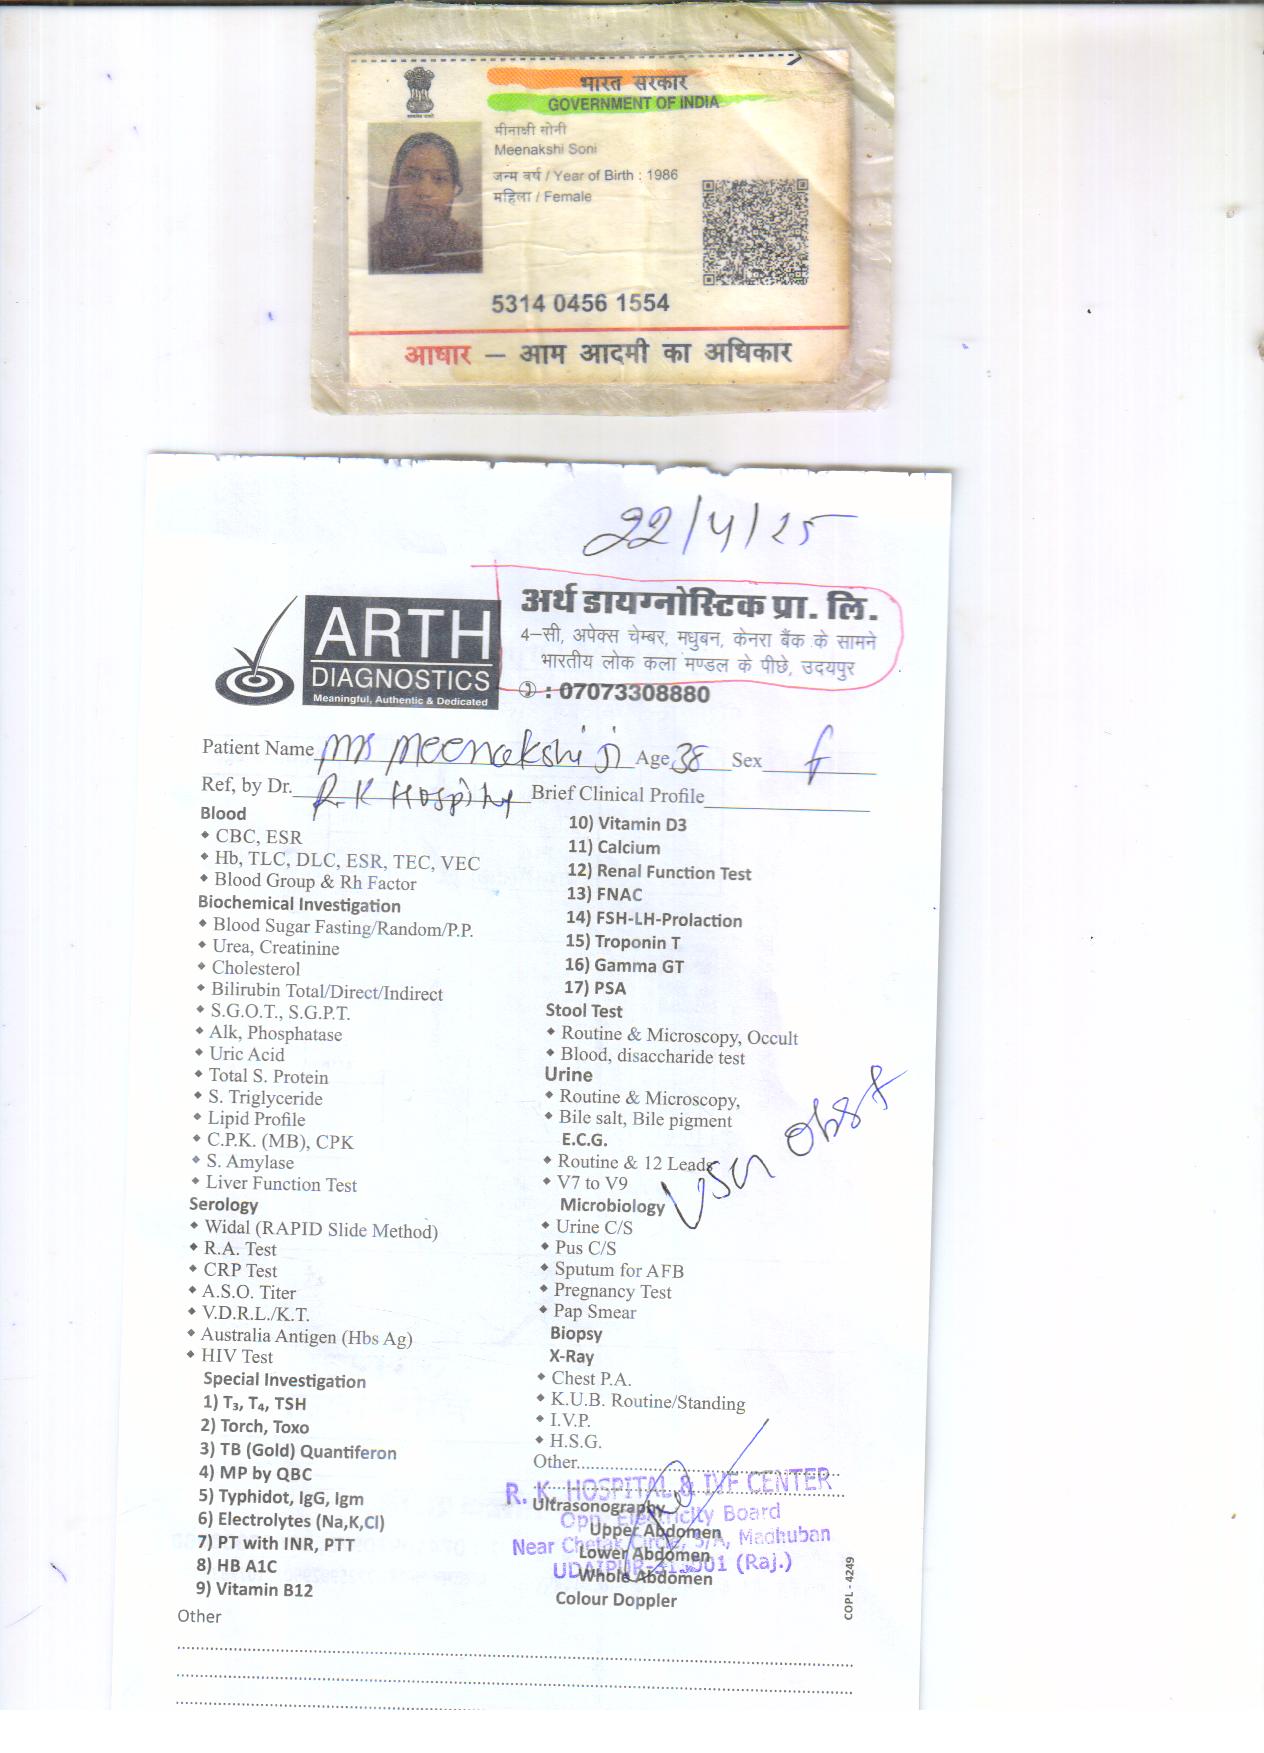 भारत सरकार
GOVERNMENT OF INDIA
मीनाक्षी सोनी
Meenakshi Soni
जन्म वर्ष / Year of Birth : 1986
महिला / Female
5314 0456 1554
आधार – आम आदमी का अधिकार
22/4/25
ARTH
DIAGNOSTICS
Meaningful, Authentic & Dedicated
अर्थ डायग्नोस्टिक प्रा. लि.
4–सी, अपेक्स चेम्बर, मधुबन, केनरा बैंक के सामने
भारतीय लोक कला मण्डल के पीछे, उदयपुर
: 07073308880
Patient Name Mrs Meenakshi ji Age 38 Sex f
Ref, by Dr. R K Hospital Brief Clinical Profile
Blood
CBC, ESR
Hb, TLC, DLC, ESR, TEC, VEC
Blood Group & Rh Factor
Biochemical Investigation
Blood Sugar Fasting/Random/P.P.
Urea, Creatinine
Cholesterol
Bilirubin Total/Direct/Indirect
S.G.O.T., S.G.P.T.
Alk, Phosphatase
Uric Acid
Total S. Protein
S. Triglyceride
Lipid Profile
C.P.K. (MB), CPK
S. Amylase
Liver Function Test
Serology
Widal (RAPID Slide Method)
R.A. Test
CRP Test
A.S.O. Titer
V.D.R.L./K.T.
Australia Antigen (Hbs Ag)
HIV Test
Special Investigation
1) T₃, T₄, TSH
2) Torch, Toxo
3) TB (Gold) Quantiferon
4) MP by QBC
5) Typhidot, IgG, Igm
6) Electrolytes (Na,K,Cl)
7) PT with INR, PTT
8) HB A1C
9) Vitamin B12
Other
10) Vitamin D3
11) Calcium
12) Renal Function Test
13) FNAC
14) FSH-LH-Prolaction
15) Troponin T
16) Gamma GT
17) PSA
Stool Test
Routine & Microscopy, Occult
Blood, disaccharide test
Urine
Routine & Microscopy,
Bile salt, Bile pigment
E.C.G.
Routine & 12 Leads
V7 to V9
USG Obst
Microbiology
Urine C/S
Pus C/S
Sputum for AFB
Pregnancy Test
Pap Smear
Biopsy
X-Ray
Chest P.A.
K.U.B. Routine/Standing
I.V.P.
H.S.G.
Other
R. K. HOSPITAL & IVF CENTER
Ultrasonography
Opp. Electricity Board
Upper Abdomen
Near Chetak Circle, 5/A, Madhuban
Lower Abdomen
UDAIPUR-313001 (Raj.)
Whole Abdomen
Colour Doppler
COPL - 4249